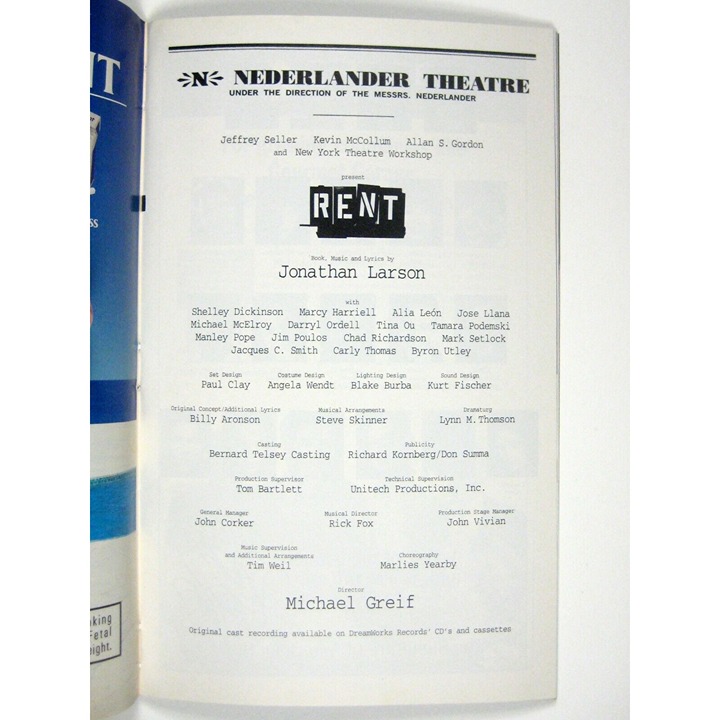 IT
ss
king
Fetal
ight.
N NEDERLANDER THEATRE
UNDER THE DIRECTION OF THE MESSRS. NEDERLANDER
Jeffrey Seller Kevin McCollum Allan S. Gordon
and New York Theatre Workshop
present
RENT
Book, Music and Lyrics by
Jonathan Larson
with
Shelley Dickinson Marcy Harriell Alia León Jose Llana
Michael McElroy Darryl Ordell Tina Ou Tamara Podemski
Manley Pope Jim Poulos Chad Richardson Mark Setlock
Jacques C. Smith Carly Thomas Byron Utley
Set Design Costume Design Lighting Design Sound Design
Paul Clay Angela Wendt Blake Burba Kurt Fischer
Original Concept/Additional Lyrics Musical Arrangements Dramaturg
Billy Aronson Steve Skinner Lynn M. Thomson
Casting Publicity
Bernard Telsey Casting Richard Kornberg/Don Summa
Production Supervisor Technical Supervision
Tom Bartlett Unitech Productions, Inc.
General Manager Musical Director Production Stage Manager
John Corker Rick Fox John Vivian
Music Supervision
and Additional Arrangements Choreography
Tim Weil Marlies Yearby
Director
Michael Greif
Original cast recording available on DreamWorks Records' CD's and cassettes